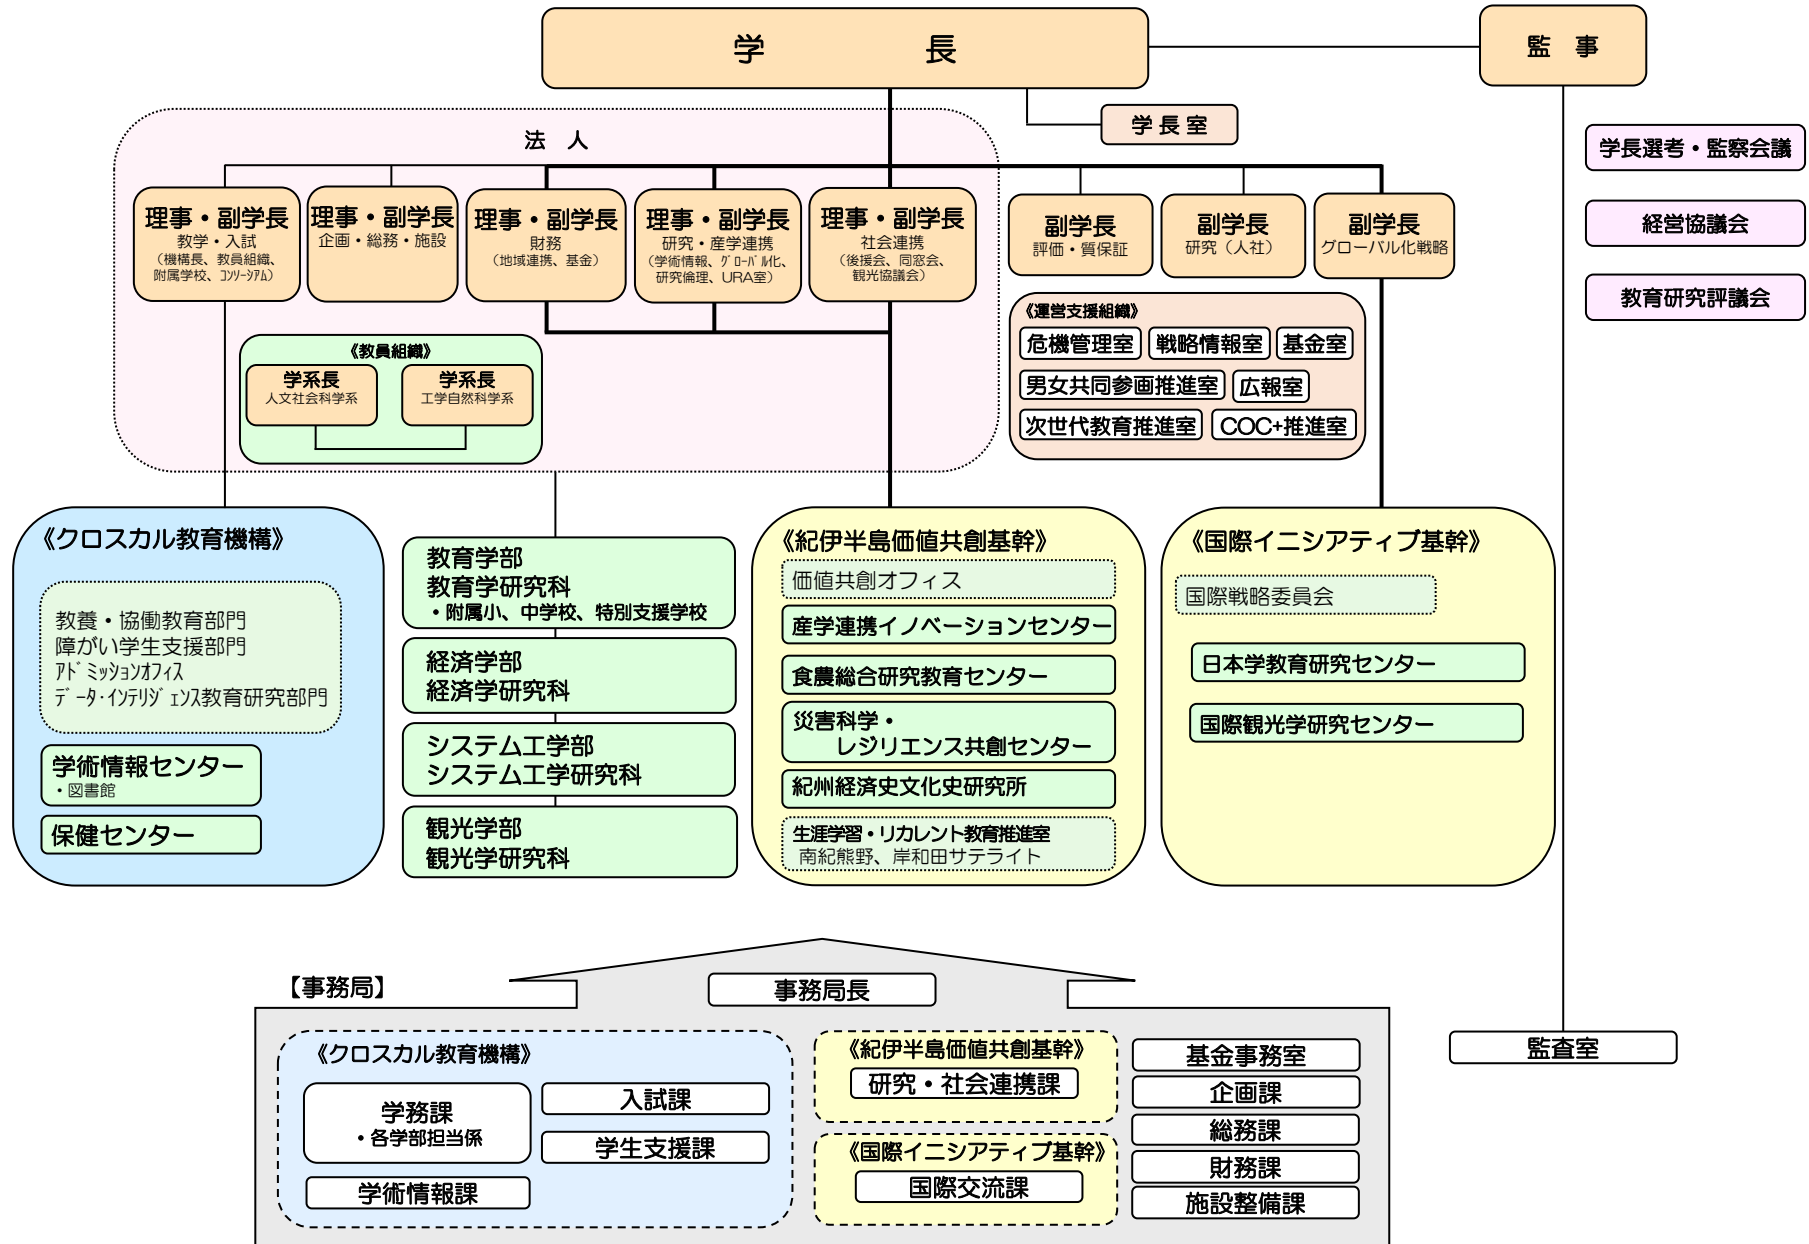 学長
監事
学長室
法人
学長選考・監察会議
経営協議会
教育研究評議会
理事・副学長
教学・入試
（機構長、教員組織、
附属学校、ｺﾝｿｰｼｱﾑ）
理事・副学長
企画・総務・施設
理事・副学長
財務
（地域連携、基金）
理事・副学長
研究・産学連携
（学術情報、ｸﾞﾛｰﾊﾞﾙ化、
研究倫理、URA室）
理事・副学長
社会連携
（後援会、同窓会、
観光協議会）
副学長
評価・質保証
副学長
研究（人社）
副学長
グローバル化戦略
《運営支援組織》
危機管理室
戦略情報室
基金室
男女共同参画推進室
広報室
次世代教育推進室
COC+推進室
《教員組織》
学系長
人文社会科学系
学系長
工学自然科学系
《クロスカル教育機構》
教養・協働教育部門
障がい学生支援部門
ｱﾄﾞﾐｯｼｮﾝｵﾌｨｽ
ﾃﾞｰﾀ･ｲﾝﾃﾘｼﾞｪﾝｽ教育研究部門
学術情報センター
・図書館
保健センター
教育学部
教育学研究科
・附属小、中学校、特別支援学校
経済学部
経済学研究科
システム工学部
システム工学研究科
観光学部
観光学研究科
《紀伊半島価値共創基幹》
価値共創オフィス
産学連携イノベーションセンター
食農総合研究教育センター
災害科学・
レジリエンス共創センター
紀州経済史文化史研究所
生涯学習・リカレント教育推進室
南紀熊野、岸和田サテライト
《国際イニシアティブ基幹》
国際戦略委員会
日本学教育研究センター
国際観光学研究センター
【事務局】
事務局長
《クロスカル教育機構》
学務課
・各学部担当係
入試課
学生支援課
学術情報課
《紀伊半島価値共創基幹》
研究・社会連携課
《国際イニシアティブ基幹》
国際交流課
基金事務室
企画課
総務課
財務課
施設整備課
監査室